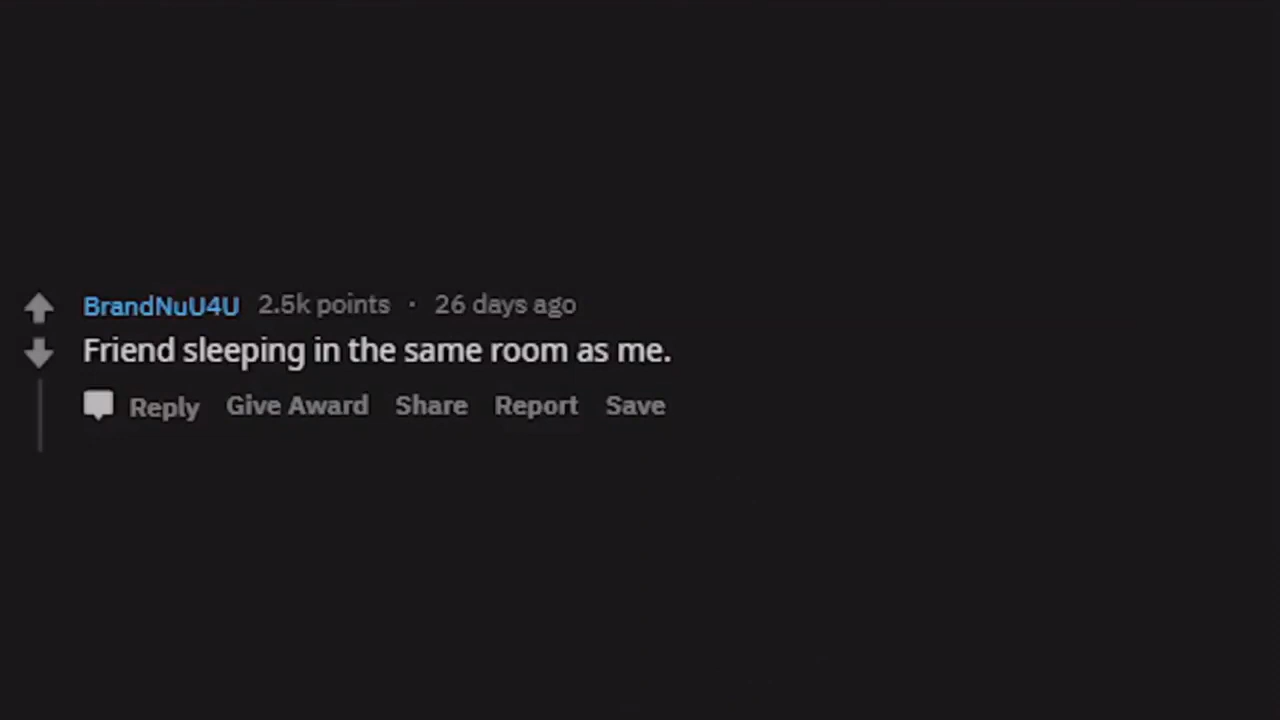 BrandNuU4U 2.5k points · 26 days ago
Friend sleeping in the same room as me.
Reply Give Award Share Report Save